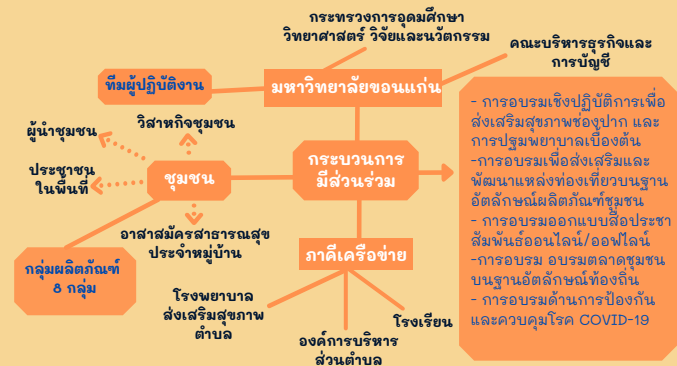 กระทรวงการอุดมศึกษา
วิทยาศาสตร์ วิจัยและนวัตกรรม
คณะบริหารธุรกิจและ
การบัญชี
ทีมผู้ปฏิบัติงาน
มหาวิทยาลัยขอนแก่น
ผู้นำชุมชน
วิสาหกิจชุมชน
ประชาชน
ในพื้นที่
ชุมชน
กระบวนการ
มีส่วนร่วม
อาสาสมัครสาธารณสุข
ประจำหมู่บ้าน
กลุ่มผลิตภัณฑ์
8 กลุ่ม
ภาคีเครือข่าย
โรงพยาบาล
ส่งเสริมสุขภาพ
ตำบล
องค์การบริหาร
ส่วนตำบล
โรงเรียน
- การอบรมเชิงปฏิบัติการเพื่อ
ส่งเสริมสุขภาพช่องปาก และ
การปฐมพยาบาลเบื้องต้น
-การอบรมเพื่อส่งเสริมและ
พัฒนาแหล่งท่องเที่ยวบนฐาน
อัตลักษณ์ผลิตภัณฑ์ชุมชน
- การอบรมออกแบบสื่อประชา
สัมพันธ์ออนไลน์/ออฟไลน์
-การอบรม อบรมตลาดชุมชน
บนฐานอัตลักษณ์ท้องถิ่น
- การอบรมด้านการป้องกัน
และควบคุมโรค COVID-19